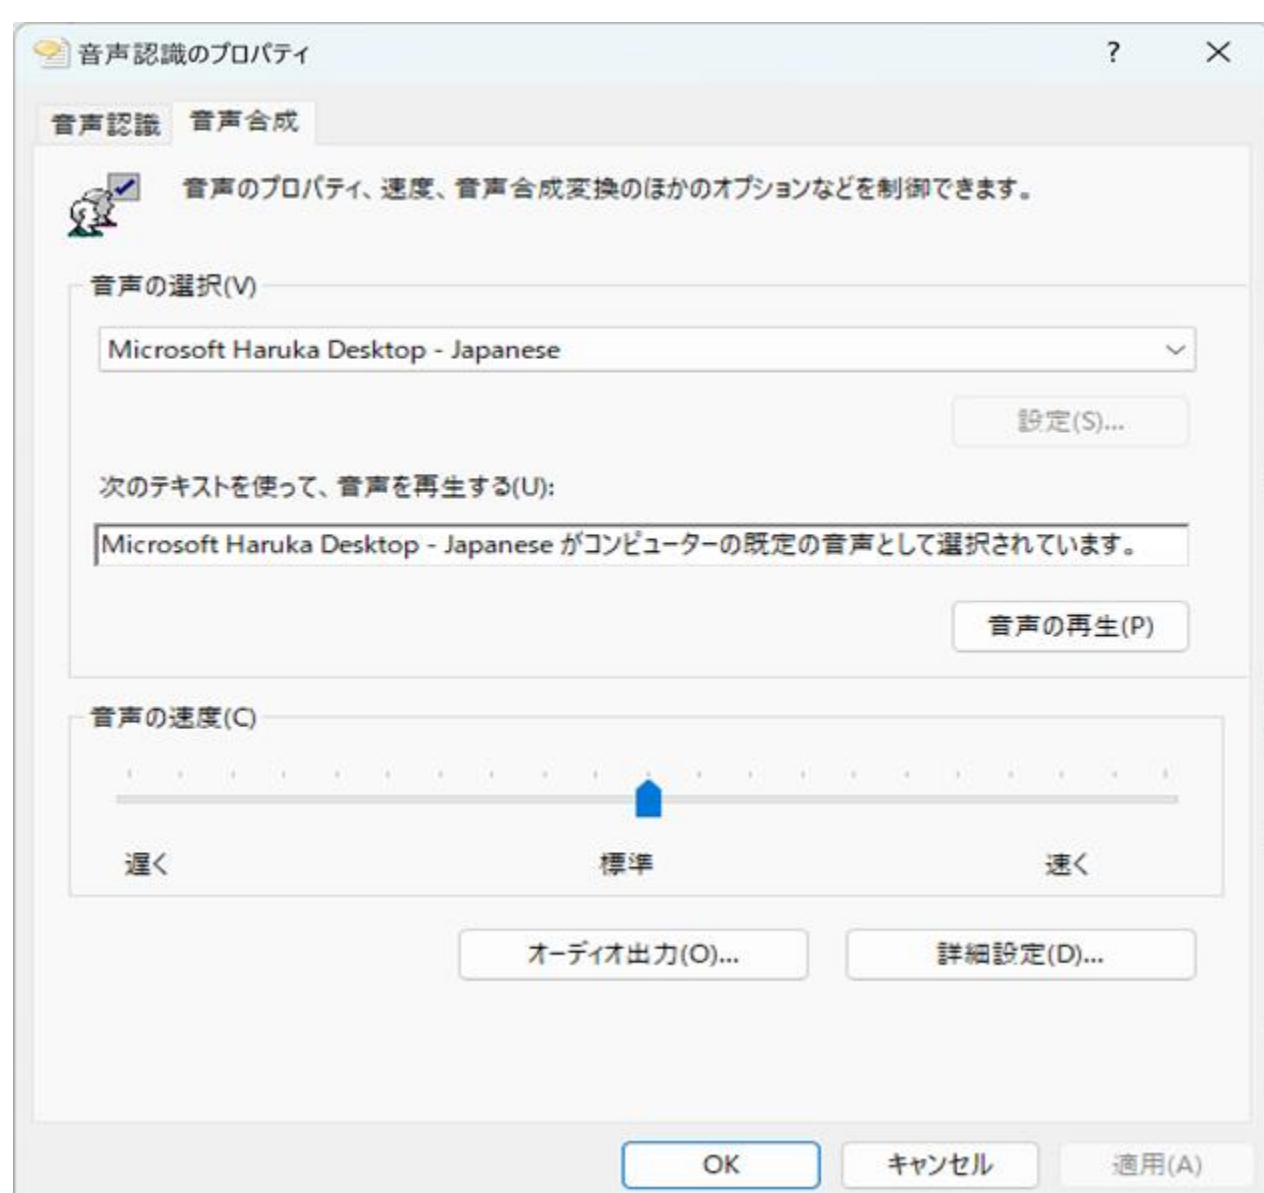 音声認識のプロパティ
?
音声認識 音声合成
音声のプロパティ、速度、音声合成変換のほかのオプションなどを制御できます。
音声の選択(V)
Microsoft Haruka Desktop - Japanese
設定(S)...
次のテキストを使って、音声を再生する(U):
Microsoft Haruka Desktop - Japanese がコンピューターの既定の音声として選択されています。
音声の再生(P)
音声の速度(C)
遅く 標準 速く
オーディオ出力(O)... 詳細設定(D)...
OK キャンセル 適用(A)